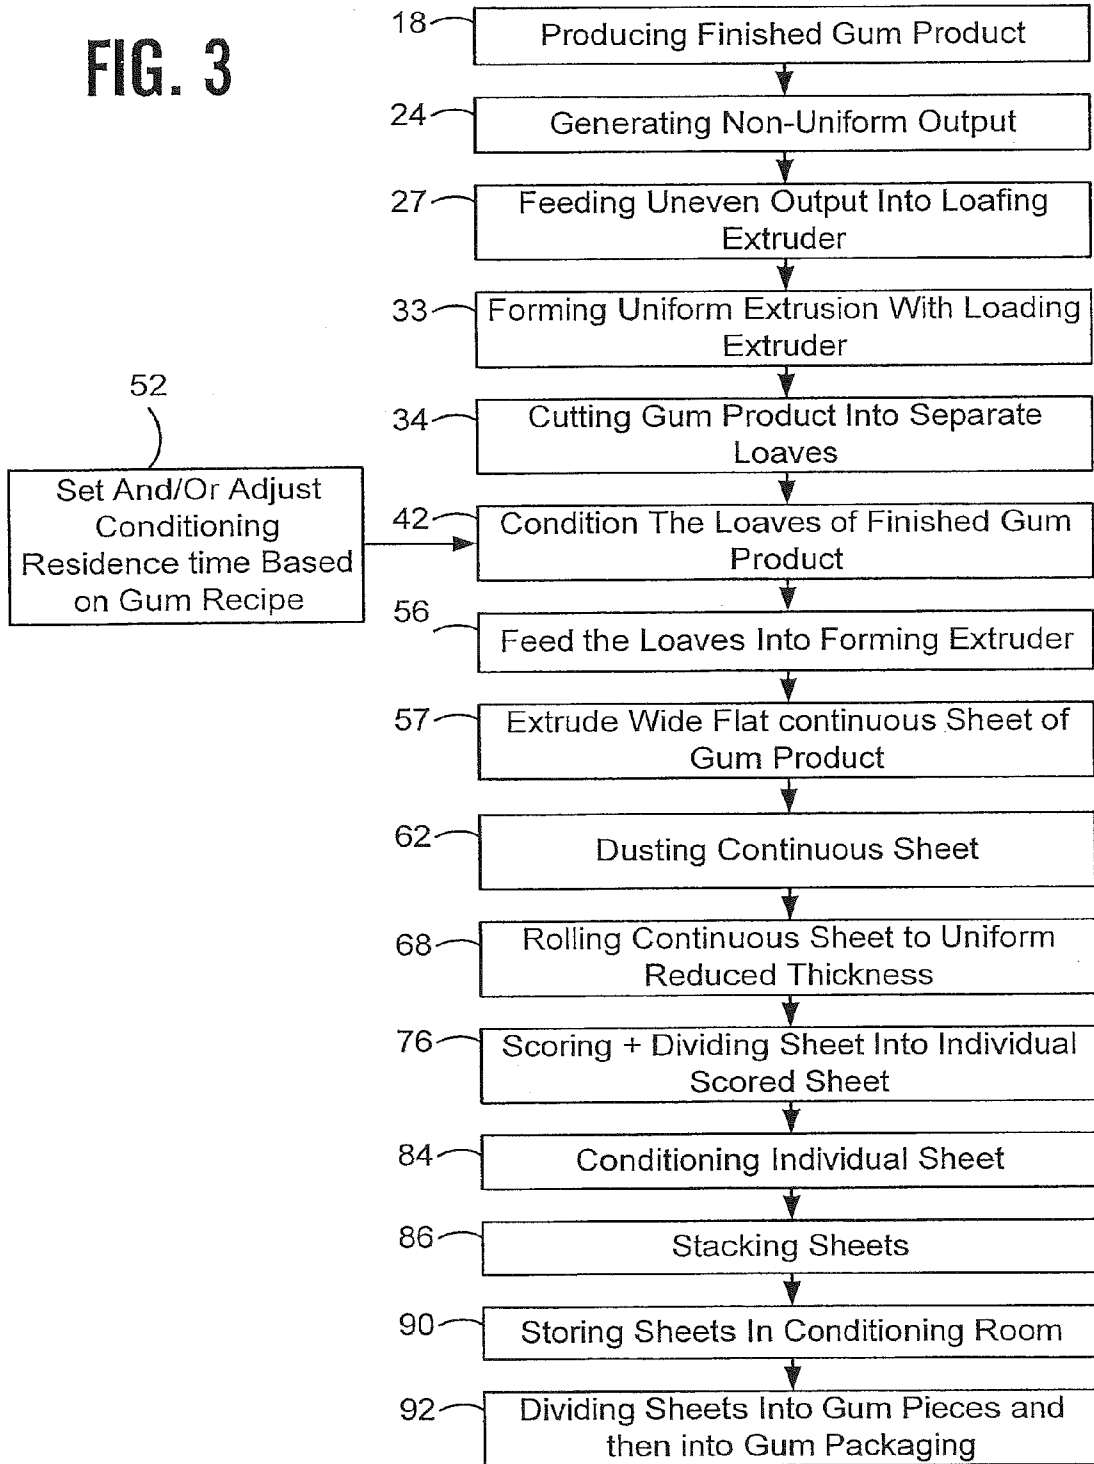 FIG. 3
18
Producing Finished Gum Product
24
Generating Non-Uniform Output
27
Feeding Uneven Output Into Loafing
Extruder
33
Forming Uniform Extrusion With Loading
Extruder
52
Set And/Or Adjust
Conditioning
Residence time Based
on Gum Recipe
34
Cutting Gum Product Into Separate
Loaves
42
Condition The Loaves of Finished Gum
Product
56
Feed the Loaves Into Forming Extruder
57
Extrude Wide Flat continuous Sheet of
Gum Product
62
Dusting Continuous Sheet
68
Rolling Continuous Sheet to Uniform
Reduced Thickness
76
Scoring + Dividing Sheet Into Individual
Scored Sheet
84
Conditioning Individual Sheet
86
Stacking Sheets
90
Storing Sheets In Conditioning Room
92
Dividing Sheets Into Gum Pieces and
then into Gum Packaging